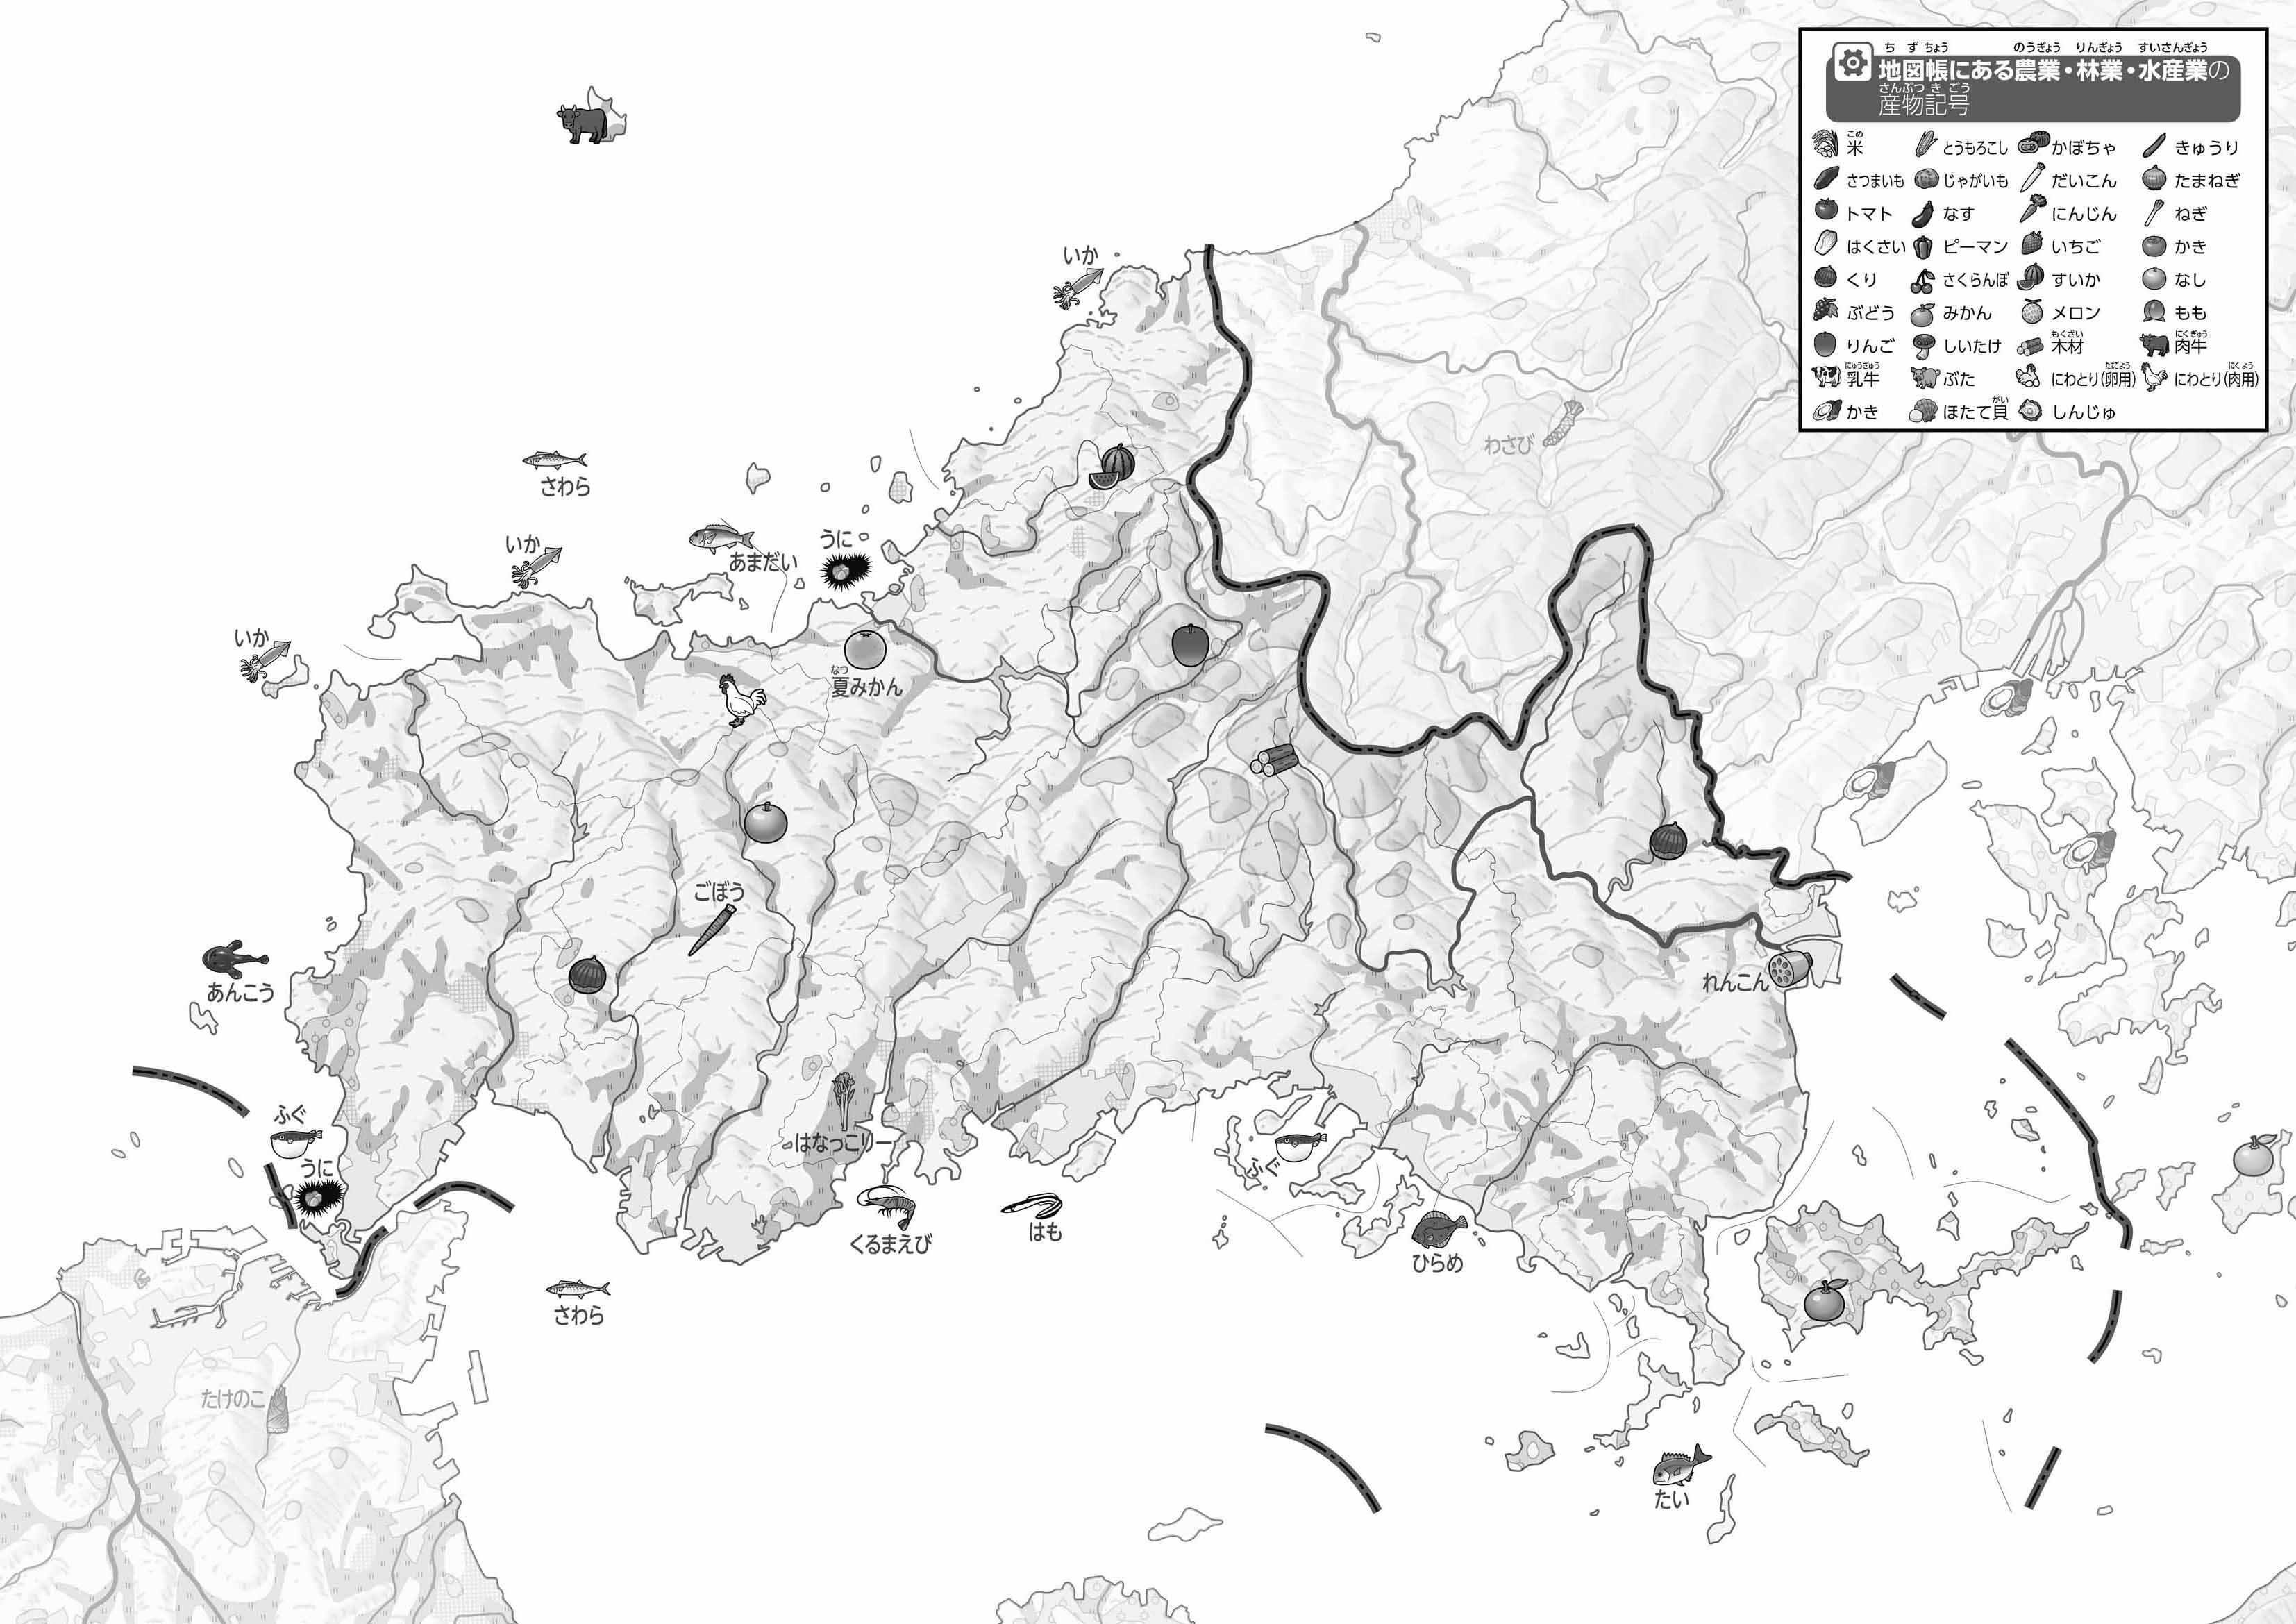 ちずちょう のうぎょう りんぎょう すいさんぎょう
地図帳にある農業・林業・水産業の
さんぶつきごう
産物記号
こめ
米 とうもろこし かぼちゃ きゅうり
さつまいも じゃがいも だいこん たまねぎ
トマト なす にんじん ねぎ
はくさい ピーマン いちご かき
くり さくらんぼ すいか なし
ぶどう みかん メロン もも
もくざい にくぎゅう
りんご しいたけ 木材 肉牛
にゅうぎゅう たまごよう にくよう
乳牛 ぶた にわとり(卵用) にわとり(肉用)
がい
かき ほたて貝 しんじゅ
いか
わさび
さわら
いか
あまだい
うに
いか
なつ
夏みかん
ごぼう
あんこう
れんこん
ふぐ
うに
はなっこリー
ふぐ
くるまえび
はも
ひらめ
さわら
たけのこ
たい